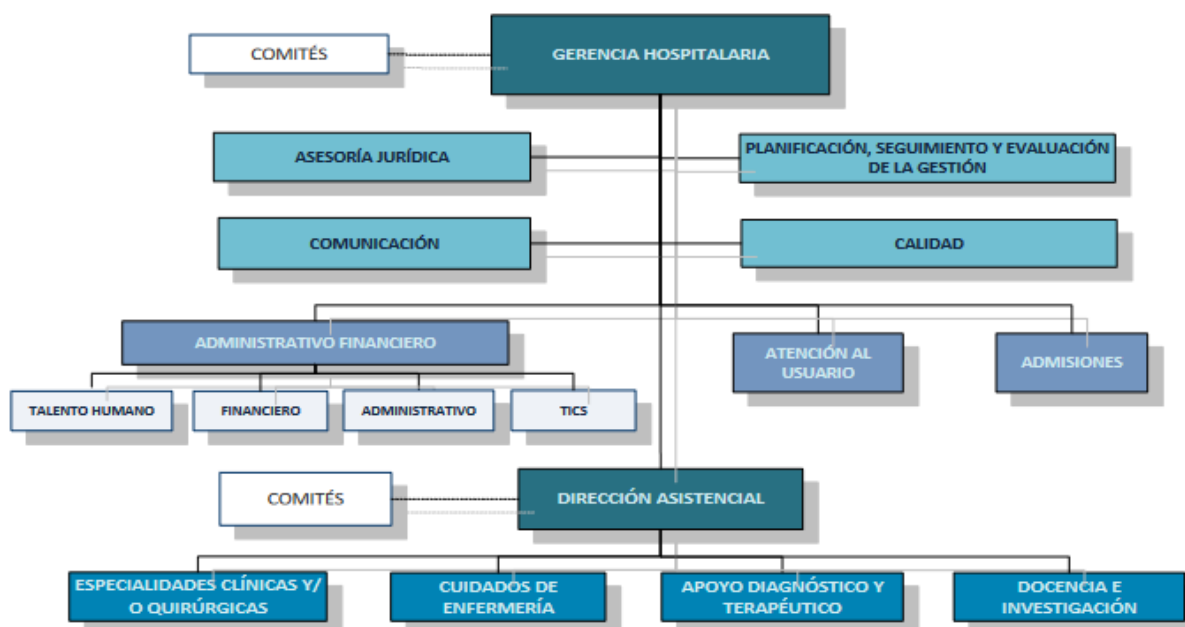 COMITÉS
GERENCIA HOSPITALARIA
ASESORÍA JURÍDICA
PLANIFICACIÓN, SEGUIMIENTO Y EVALUACIÓN
DE LA GESTIÓN
COMUNICACIÓN
CALIDAD
ADMINISTRATIVO FINANCIERO
ATENCIÓN AL
USUARIO
ADMISIONES
TALENTO HUMANO
FINANCIERO
ADMINISTRATIVO
TICS
COMITÉS
DIRECCIÓN ASISTENCIAL
ESPECIALIDADES CLÍNICAS Y/
O QUIRÚRGICAS
CUIDADOS DE
ENFERMERÍA
APOYO DIAGNÓSTICO Y
TERAPÉUTICO
DOCENCIA E
INVESTIGACIÓN